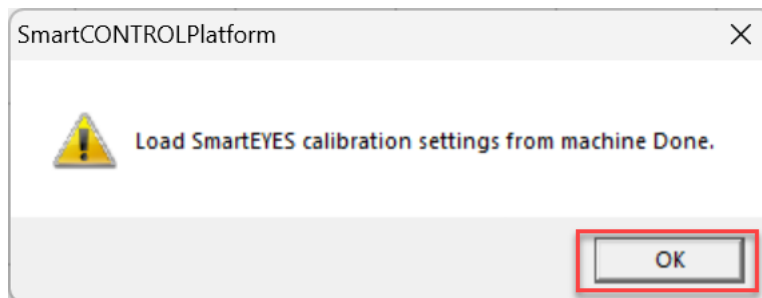 SmartCONTROLPlatform
Load SmartEYES calibration settings from machine Done.
OK